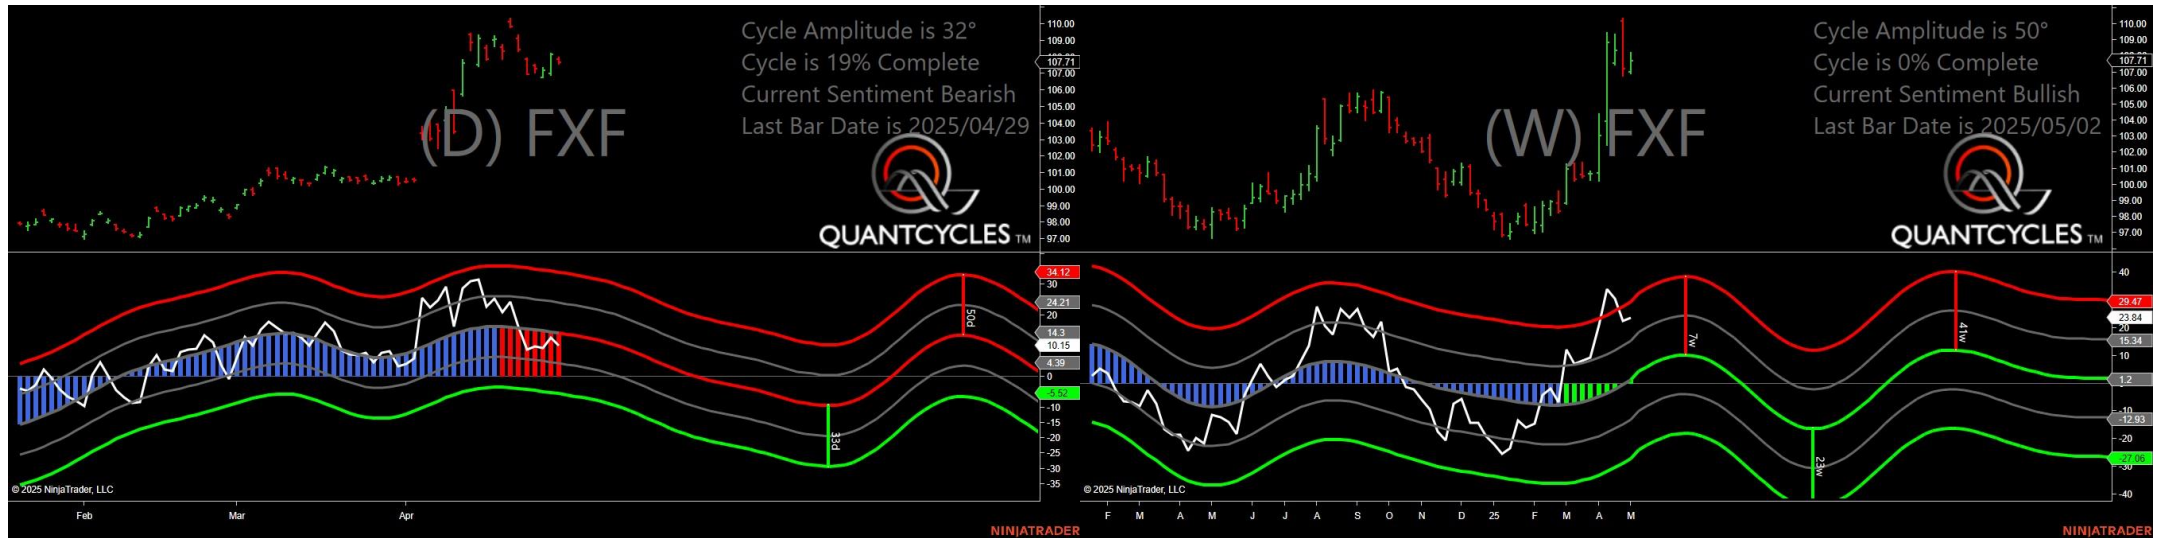 Cycle Amplitude is 32°
Cycle is 19% Complete
Current Sentiment Bearish
Last Bar Date is 2025/04/29
(D) FXF
QUANTCYCLES TM
110.00
109.00
107.71
107.00
106.00
105.00
104.00
103.00
102.00
101.00
100.00
99.00
98.00
97.00
34.12
30
24.21
20
14.3
10.15
4.39
0
-5.52
-10
-15
-20
-25
-30
-35
50d
33d
© 2025 NinjaTrader, LLC
Feb Mar Apr
NINJATRADER
Cycle Amplitude is 50°
Cycle is 0% Complete
Current Sentiment Bullish
Last Bar Date is 2025/05/02
(W) FXF
QUANTCYCLES TM
110.00
109.00
107.71
107.00
106.00
105.00
104.00
103.00
102.00
101.00
100.00
99.00
98.00
97.00
40
29.47
23.84
20
15.34
10
1.2
-10
-12.93
-20
-27.06
-30
-40
7w
23w
41w
© 2025 NinjaTrader, LLC
F M A M J J A S O N D 25 F M A M
NINJATRADER